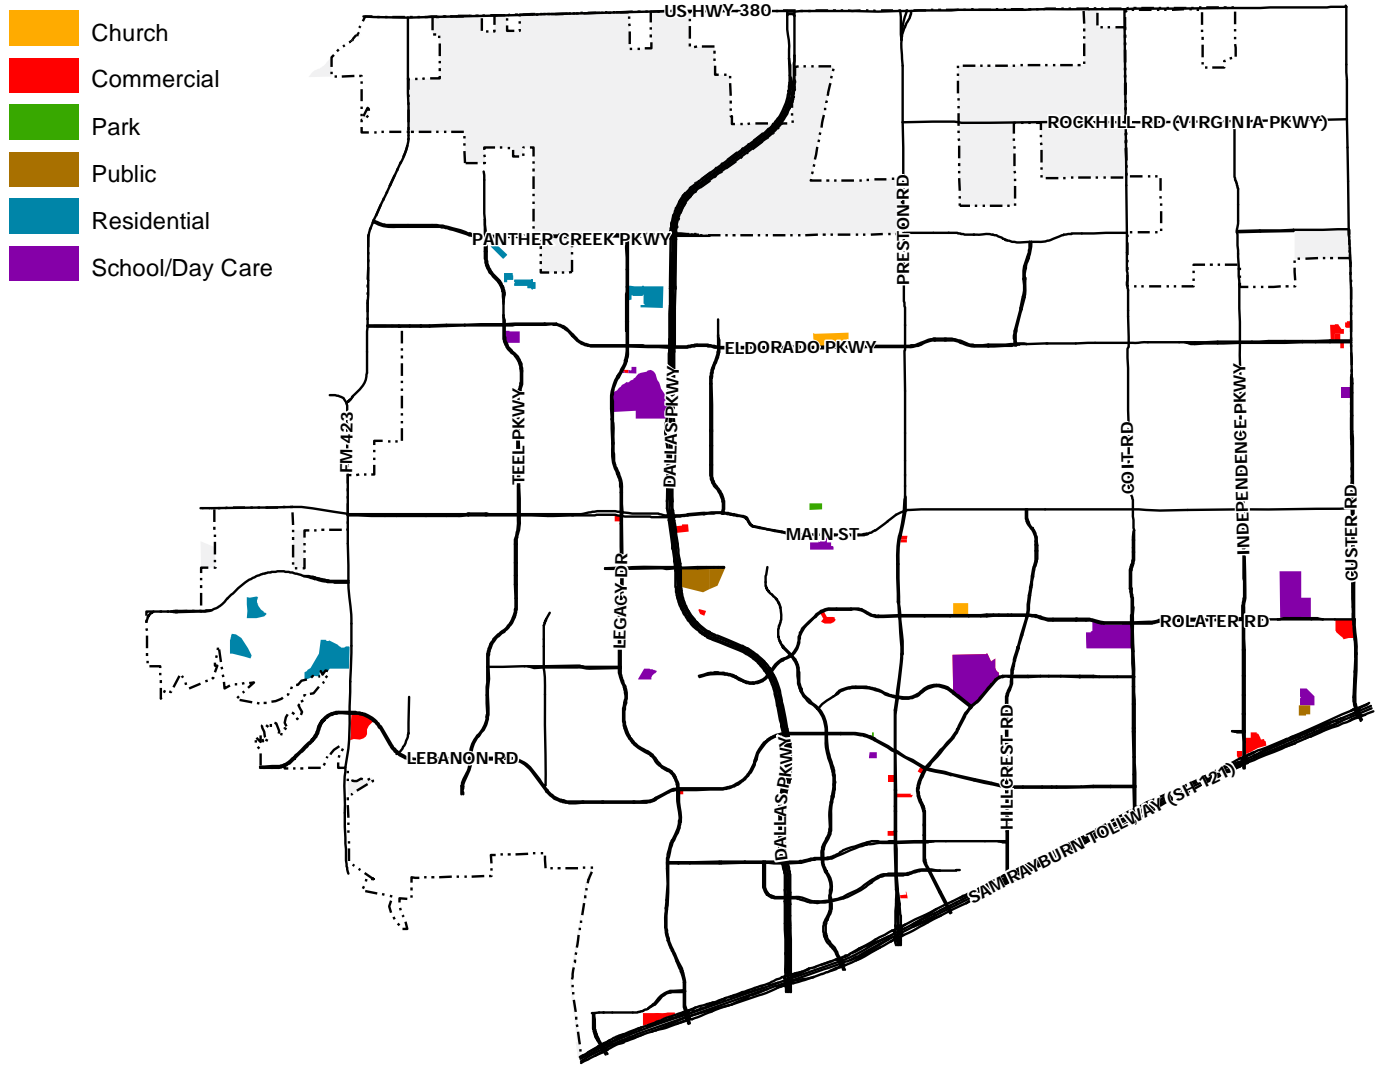 Church
Commercial
Park
Public
Residential
School/Day Care
US HWY 380
ROCKHILL RD (VIRGINIA PKWY)
PRESTON RD
PANTHER CREEK PKWY
ELDORADO PKWY
FM 423
TEEL PKWY
DALLAS PKWY
COIT RD
INDEPENDENCE PKWY
CUSTER RD
MAIN ST
LEGACY DR
ROLATER RD
LEBANON RD
DALLAS PKWY
HILLCREST RD
SAM RAYBURN TOLLWAY (SH 121)